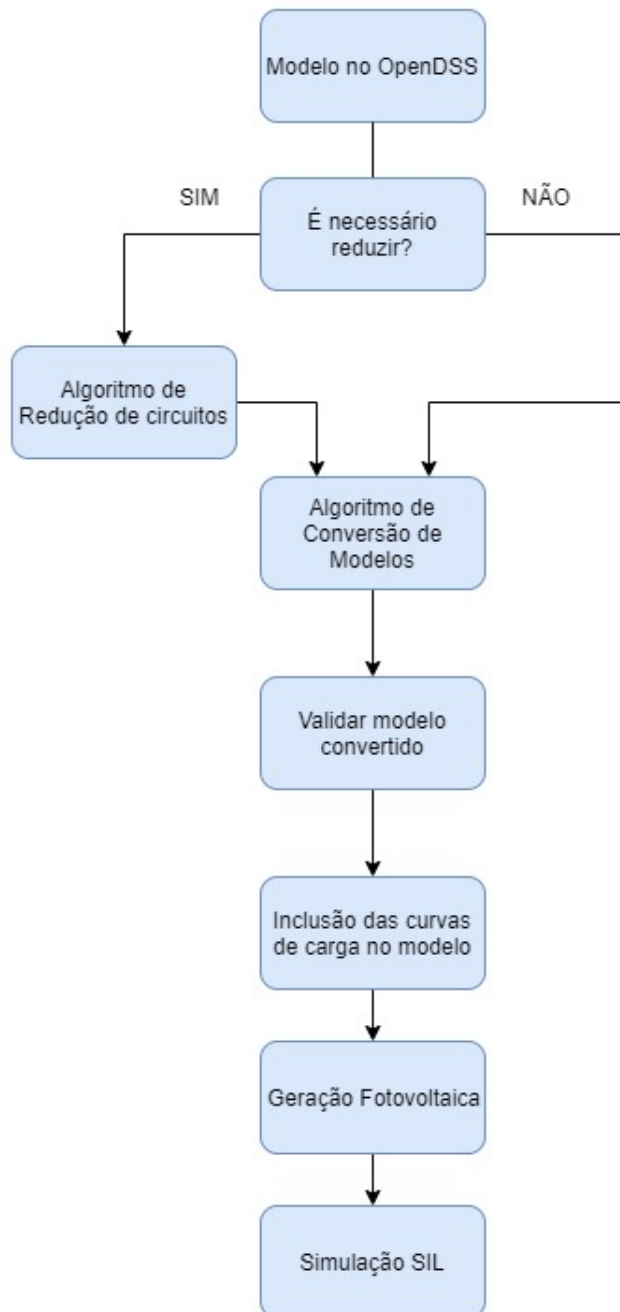 Modelo no OpenDSS
SIM
É necessário
reduzir?
NÃO
Algoritmo de
Redução de circuitos
Algoritmo de
Conversão de
Modelos
Validar modelo
convertido
Inclusão das curvas
de carga no modelo
Geração Fotovoltaica
Simulação SIL